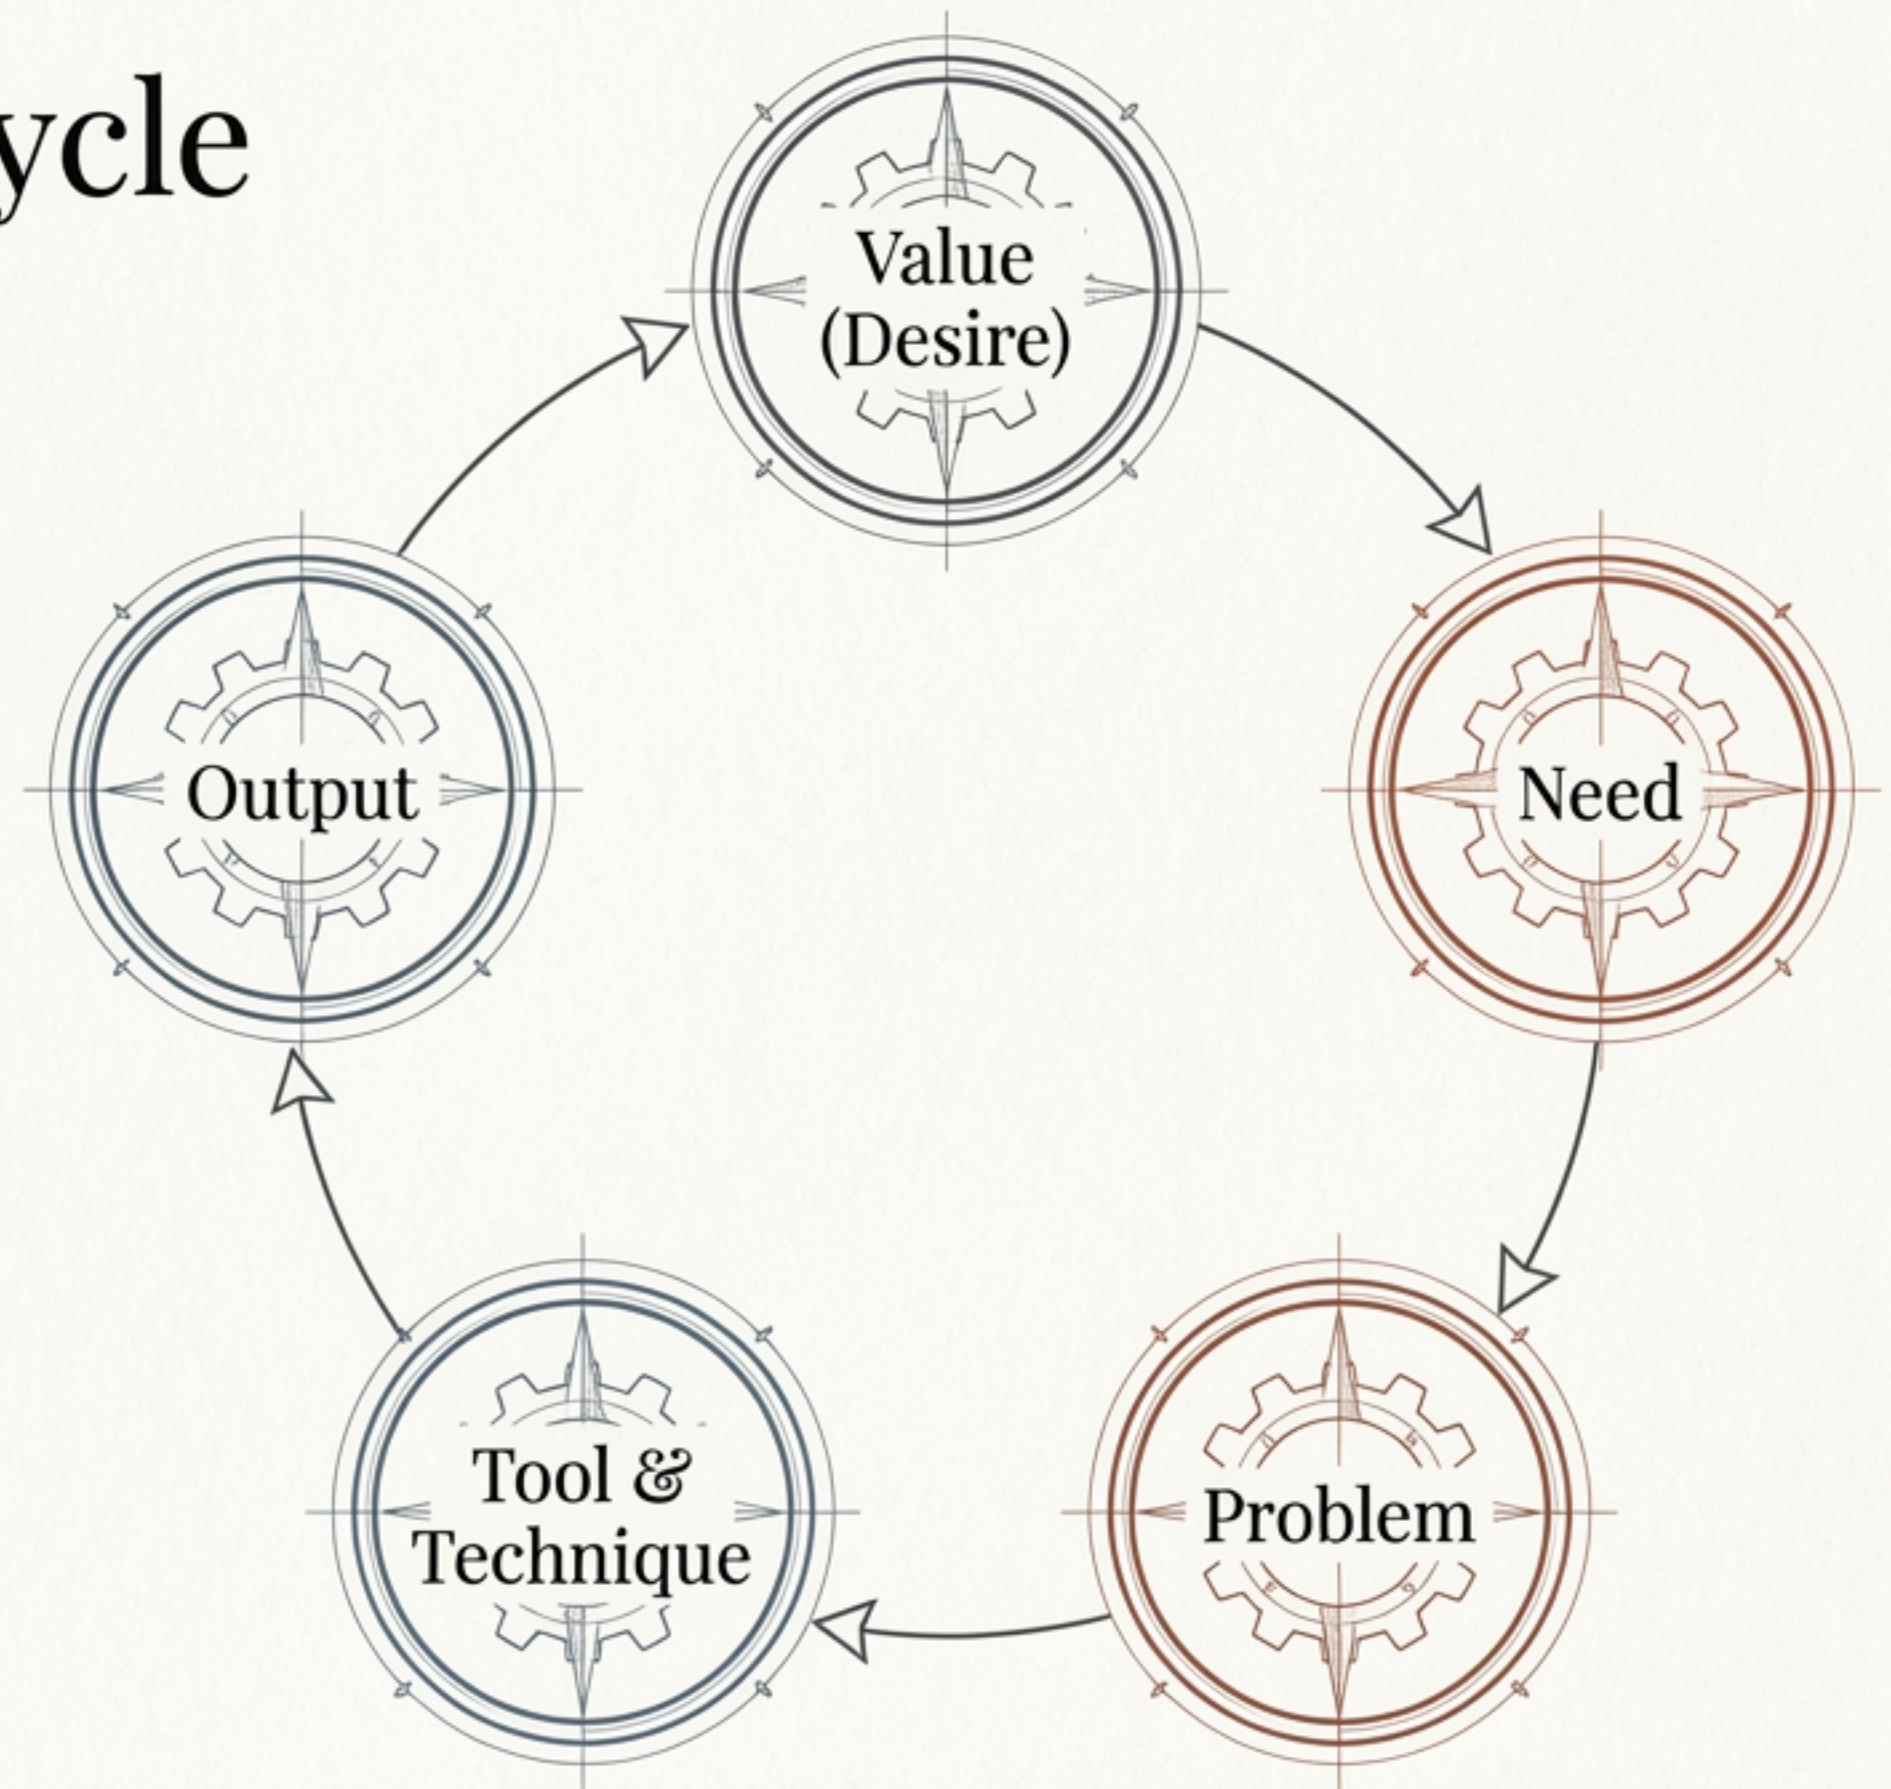 ycle
Value
(Desire)
Need
Problem
Tool &
Technique
Output